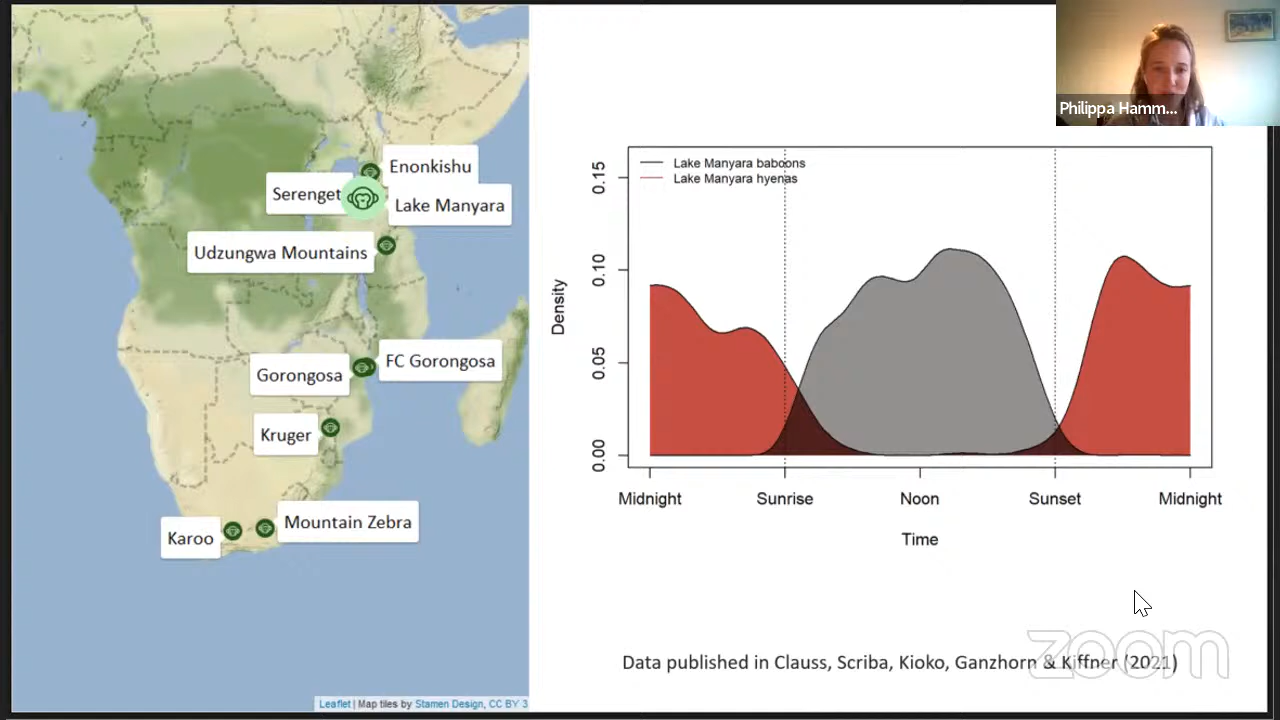 Philippa Hamm...
Enonkishu
Serenget
Lake Manyara
Udzungwa Mountains
FC Gorongosa
Gorongosa
Kruger
Mountain Zebra
Karoo
Leaflet | Map tiles by Stamen Design, CC BY 3
Lake Manyara baboons
Lake Manyara hyenas
0.15
0.10
0.05
0.00
Density
Midnight Sunrise Noon Sunset Midnight
Time
zoom
Data published in Clauss, Scriba, Kioko, Ganzhorn & Kiffner (2021)